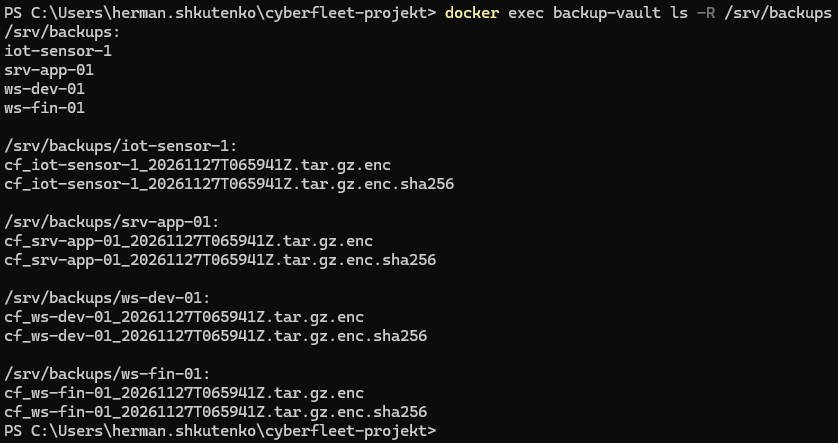 PS C:\Users\herman.shkutenko\cyberfleet-projekt> docker exec backup-vault ls -R /srv/backups
/srv/backups:
iot-sensor-1
srv-app-01
ws-dev-01
ws-fin-01

/srv/backups/iot-sensor-1:
cf_iot-sensor-1_20261127T065941Z.tar.gz.enc
cf_iot-sensor-1_20261127T065941Z.tar.gz.enc.sha256

/srv/backups/srv-app-01:
cf_srv-app-01_20261127T065941Z.tar.gz.enc
cf_srv-app-01_20261127T065941Z.tar.gz.enc.sha256

/srv/backups/ws-dev-01:
cf_ws-dev-01_20261127T065941Z.tar.gz.enc
cf_ws-dev-01_20261127T065941Z.tar.gz.enc.sha256

/srv/backups/ws-fin-01:
cf_ws-fin-01_20261127T065941Z.tar.gz.enc
cf_ws-fin-01_20261127T065941Z.tar.gz.enc.sha256
PS C:\Users\herman.shkutenko\cyberfleet-projekt>